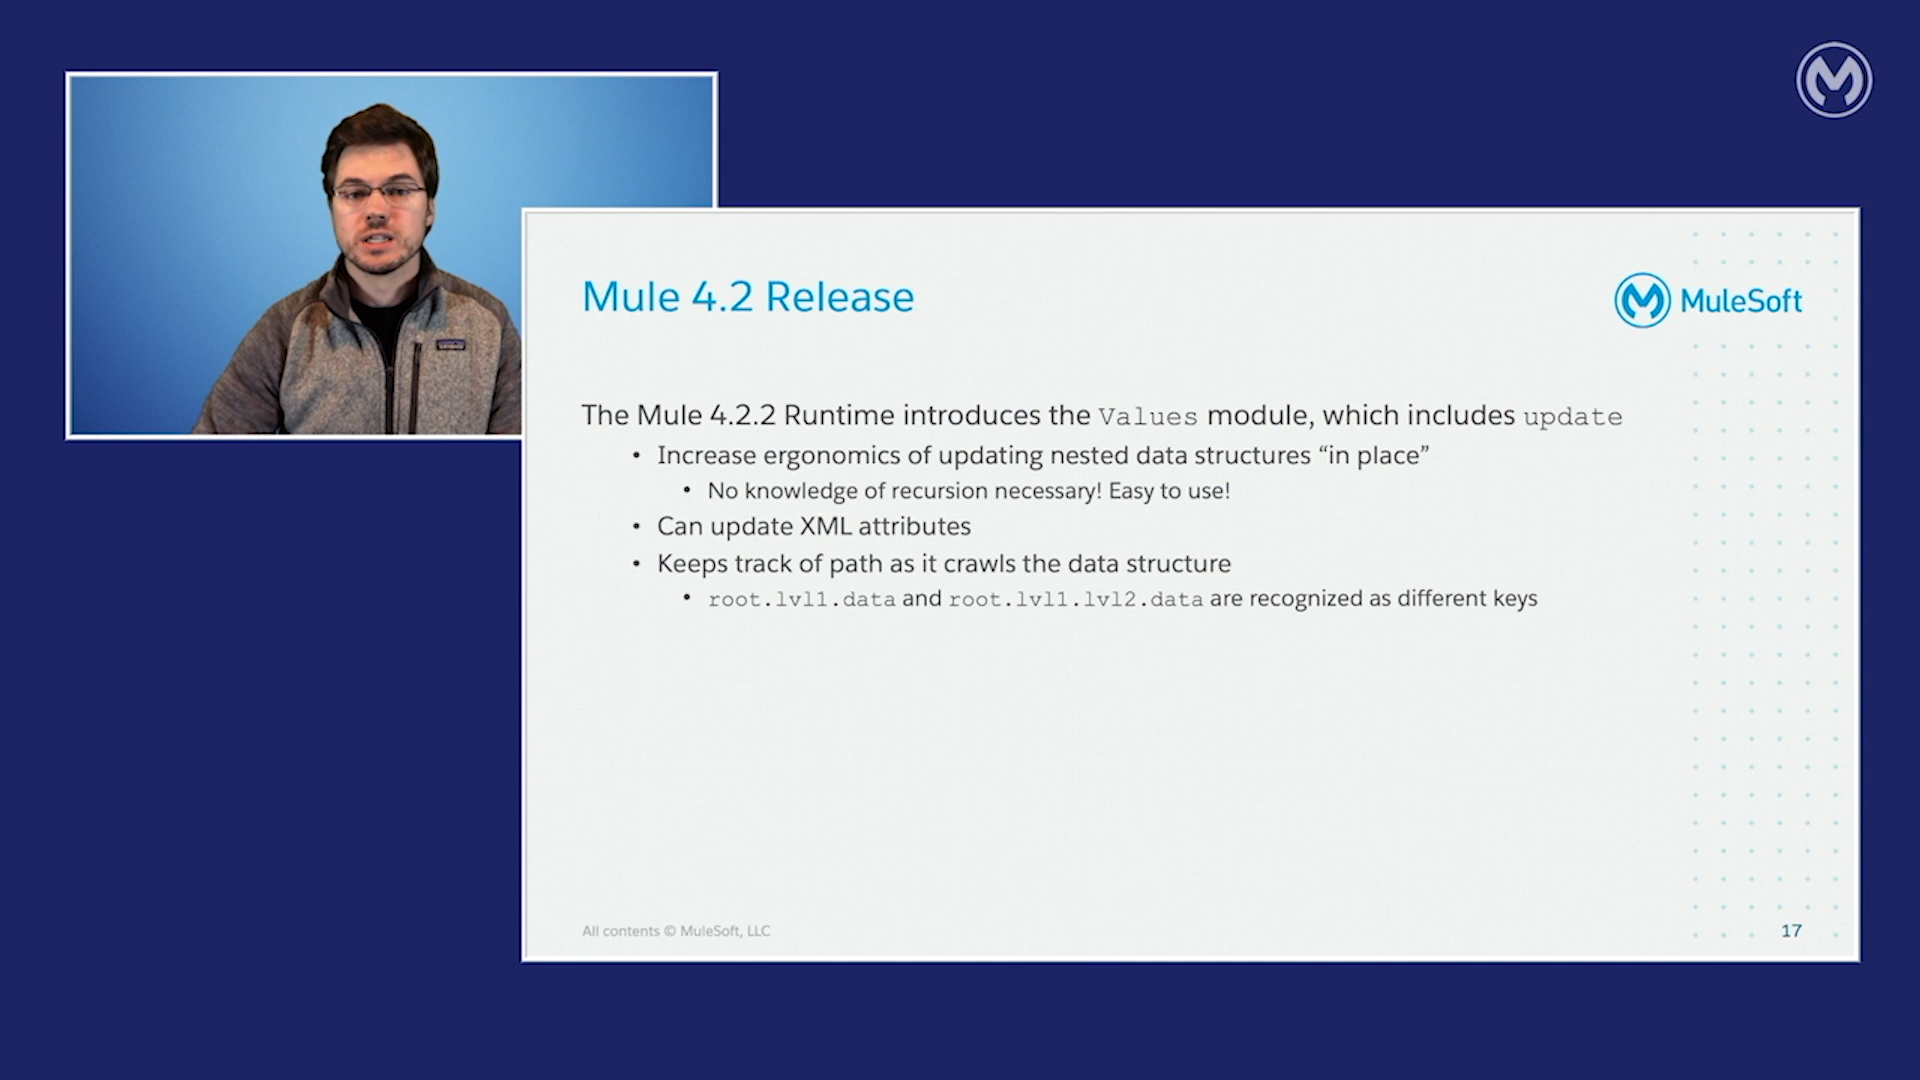 Mule 4.2 Release
MuleSoft
The Mule 4.2.2 Runtime introduces the Values module, which includes update
• Increase ergonomics of updating nested data structures “in place”
• No knowledge of recursion necessary! Easy to use!
• Can update XML attributes
• Keeps track of path as it crawls the data structure
• root.lvl1.data and root.lvl1.lvl2.data are recognized as different keys
All contents © MuleSoft, LLC
17